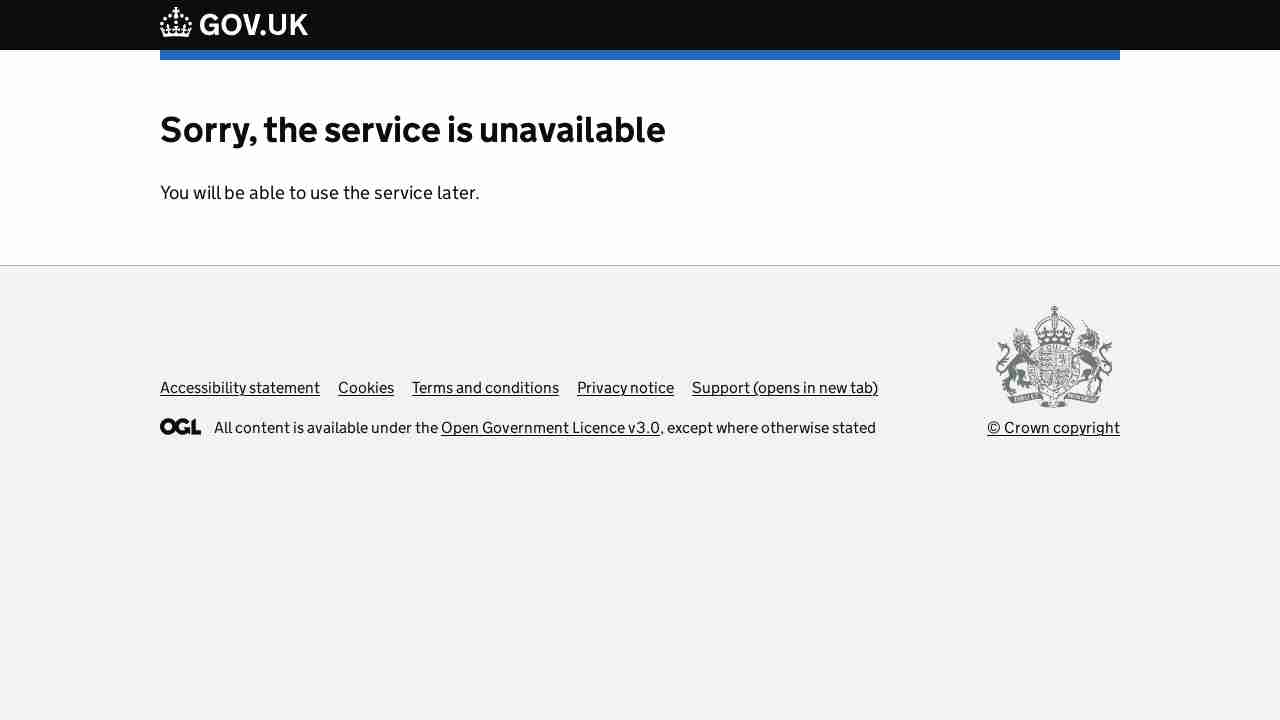 GOV.UK
Sorry, the service is unavailable
You will be able to use the service later.
Accessibility statement Cookies Terms and conditions Privacy notice Support (opens in new tab)
OGL All content is available under the Open Government Licence v3.0, except where otherwise stated
© Crown copyright